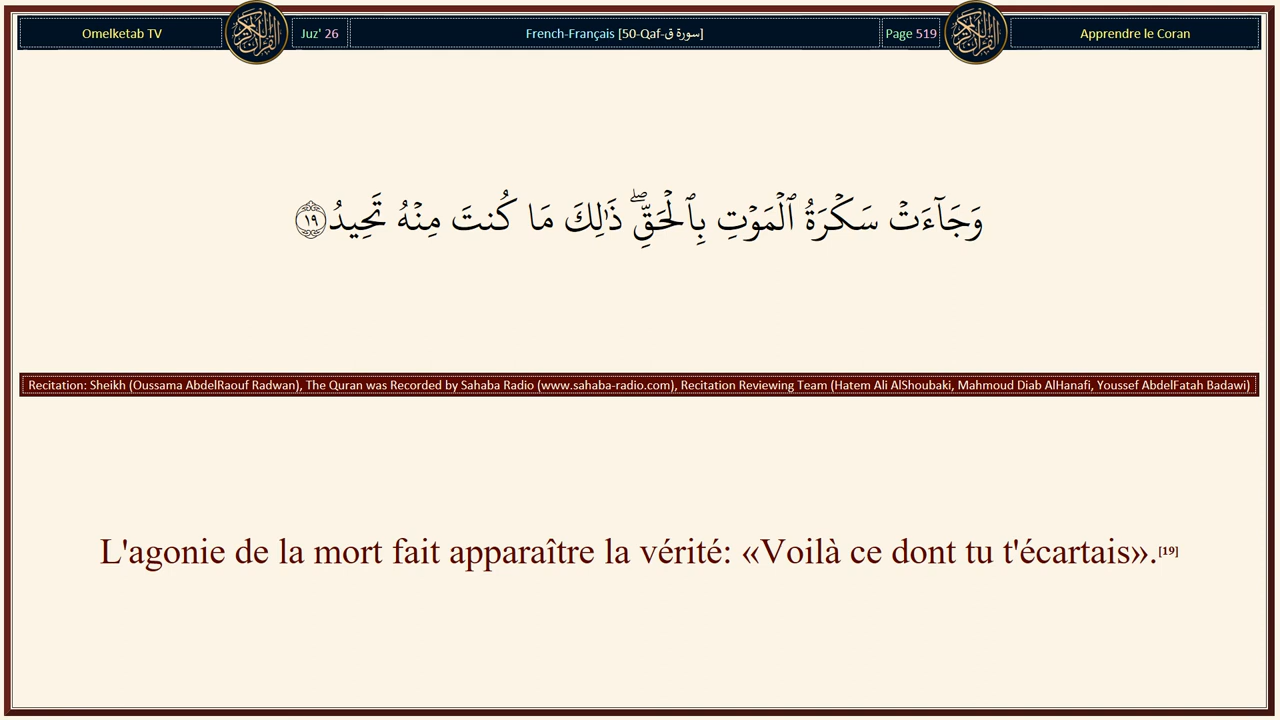 Omelketab TV
Juz' 26
French-Français [50-Qaf-سورة ق]
Page 519
Apprendre le Coran
وَجَآءَتۡ سَكۡرَةُ ٱلۡمَوۡتِ بِٱلۡحَقِّۖ ذَٰلِكَ مَا كُنتَ مِنۡهُ تَحِيدُ ١٩
Recitation: Sheikh (Oussama AbdelRaouf Radwan), The Quran was Recorded by Sahaba Radio (www.sahaba-radio.com), Recitation Reviewing Team (Hatem Ali AlShoubaki, Mahmoud Diab AlHanafi, Youssef AbdelFatah Badawi)
L'agonie de la mort fait apparaître la vérité: «Voilà ce dont tu t'écartais».[19]